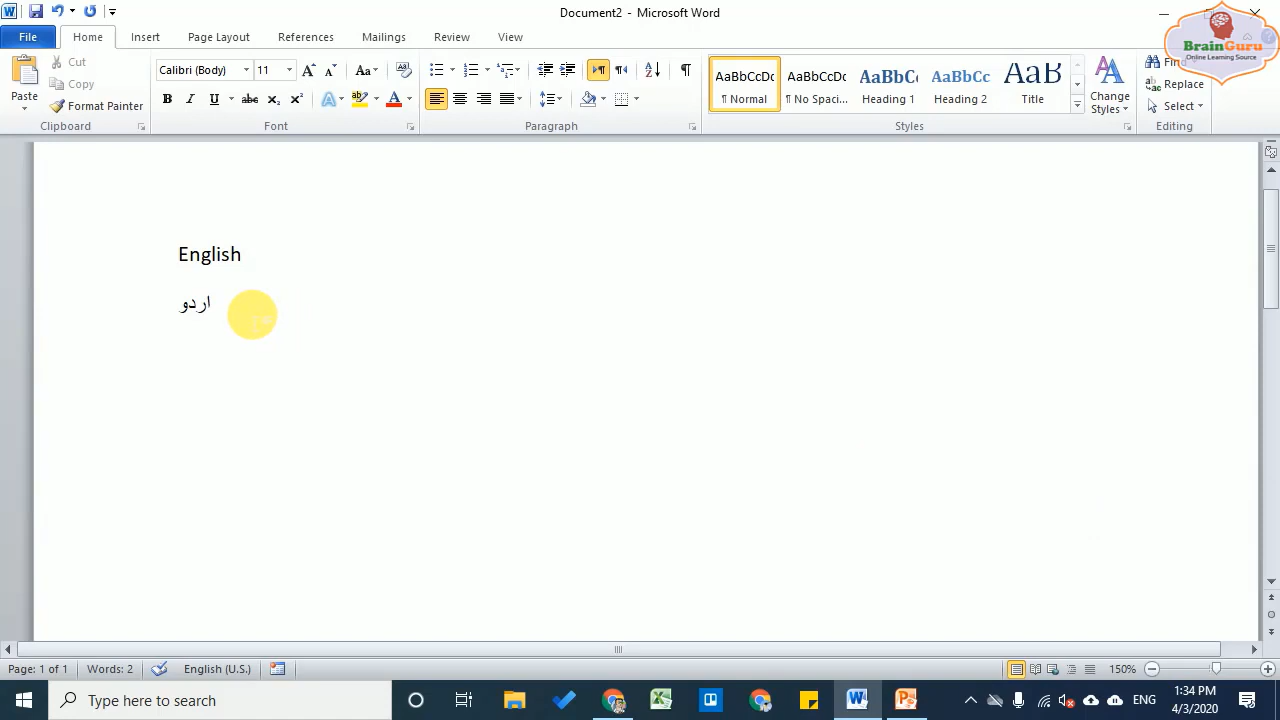 Document2 - Microsoft Word
BrainGuru
Online Learning Source
File Home Insert Page Layout References Mailings Review View
Paste
Cut
Copy
Format Painter
Clipboard
Calibri (Body) 11
Font
Paragraph
AaBbCcDc AaBbCcDc AaBbCc AaBbCc AaB
¶ Normal ¶ No Spaci... Heading 1 Heading 2 Title
Change Styles
Styles
Find
Replace
Select
Editing
English
اردو
Page: 1 of 1 Words: 2 English (U.S.) 150%
Type here to search
ENG
1:34 PM
4/3/2020